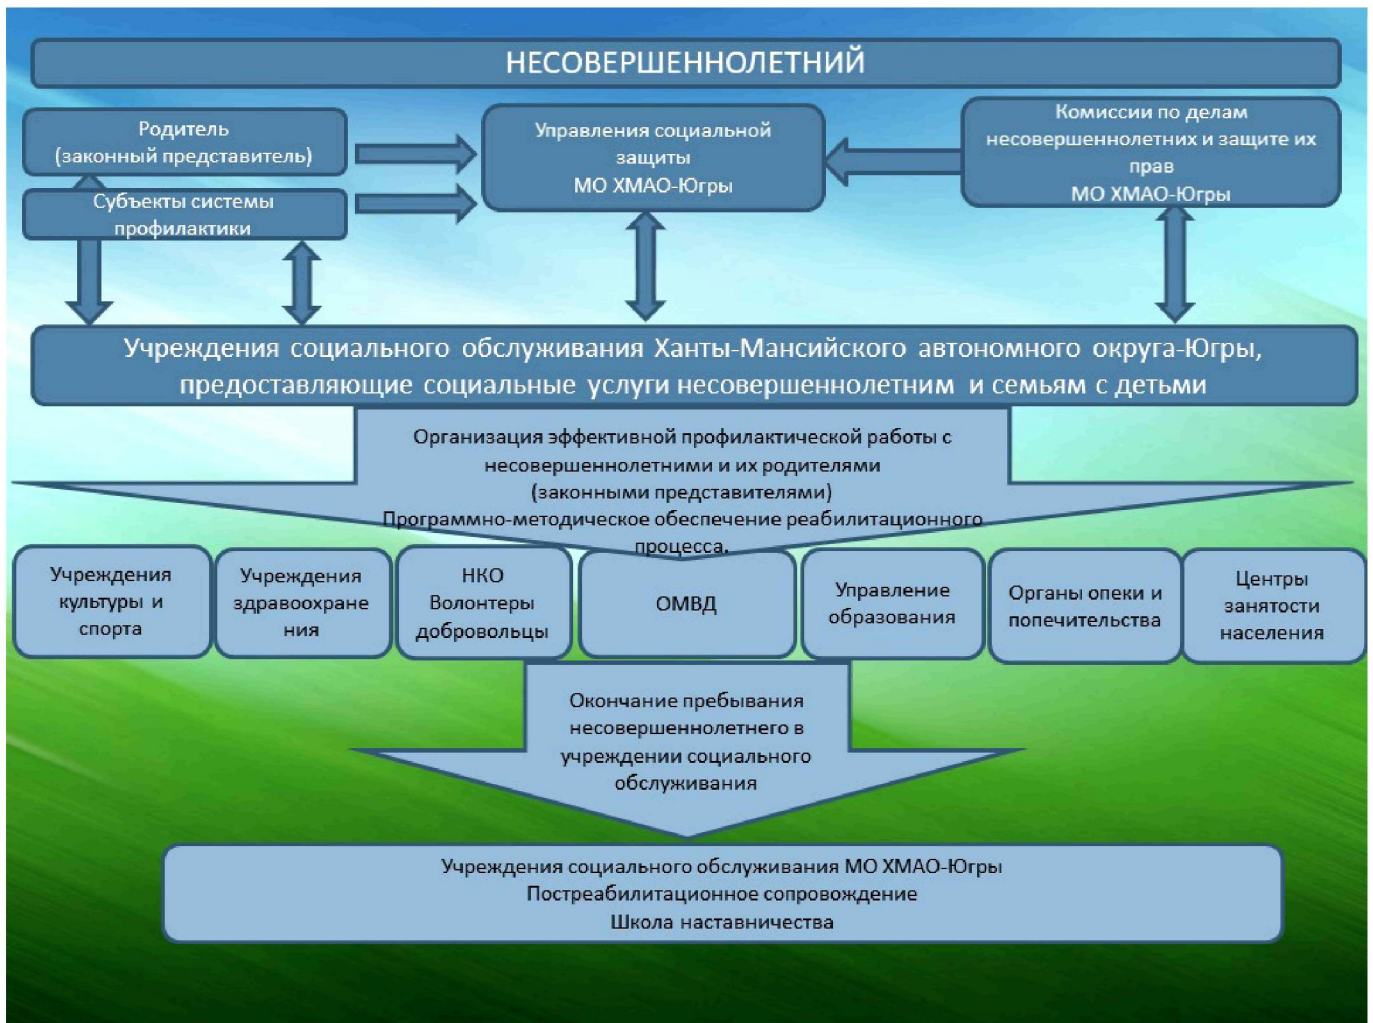 НЕСОВЕРШЕННОЛЕТНИЙ
Родитель
(законный представитель)
Субъекты системы
профилактики
Управления социальной
защиты
МО ХМАО-Югры
Комиссии по делам
несовершеннолетних и защите их
прав
МО ХМАО-Югры
Учреждения социального обслуживания Ханты-Мансийского автономного округа-Югры,
предоставляющие социальные услуги несовершеннолетним и семьям с детьми
Организация эффективной профилактической работы с
несовершеннолетними и их родителями
(законными представителями)
Программно-методическое обеспечение реабилитационного
процесса.
Учреждения
культуры и
спорта
Учреждения
здравоохране
ния
НКО
Волонтеры
добровольцы
ОМВД
Управление
образования
Органы опеки и
попечительства
Центры
занятости
населения
Окончание пребывания
несовершеннолетнего в
учреждении социального
обслуживания
Учреждения социального обслуживания МО ХМАО-Югры
Постреабилитационное сопровождение
Школа наставничества